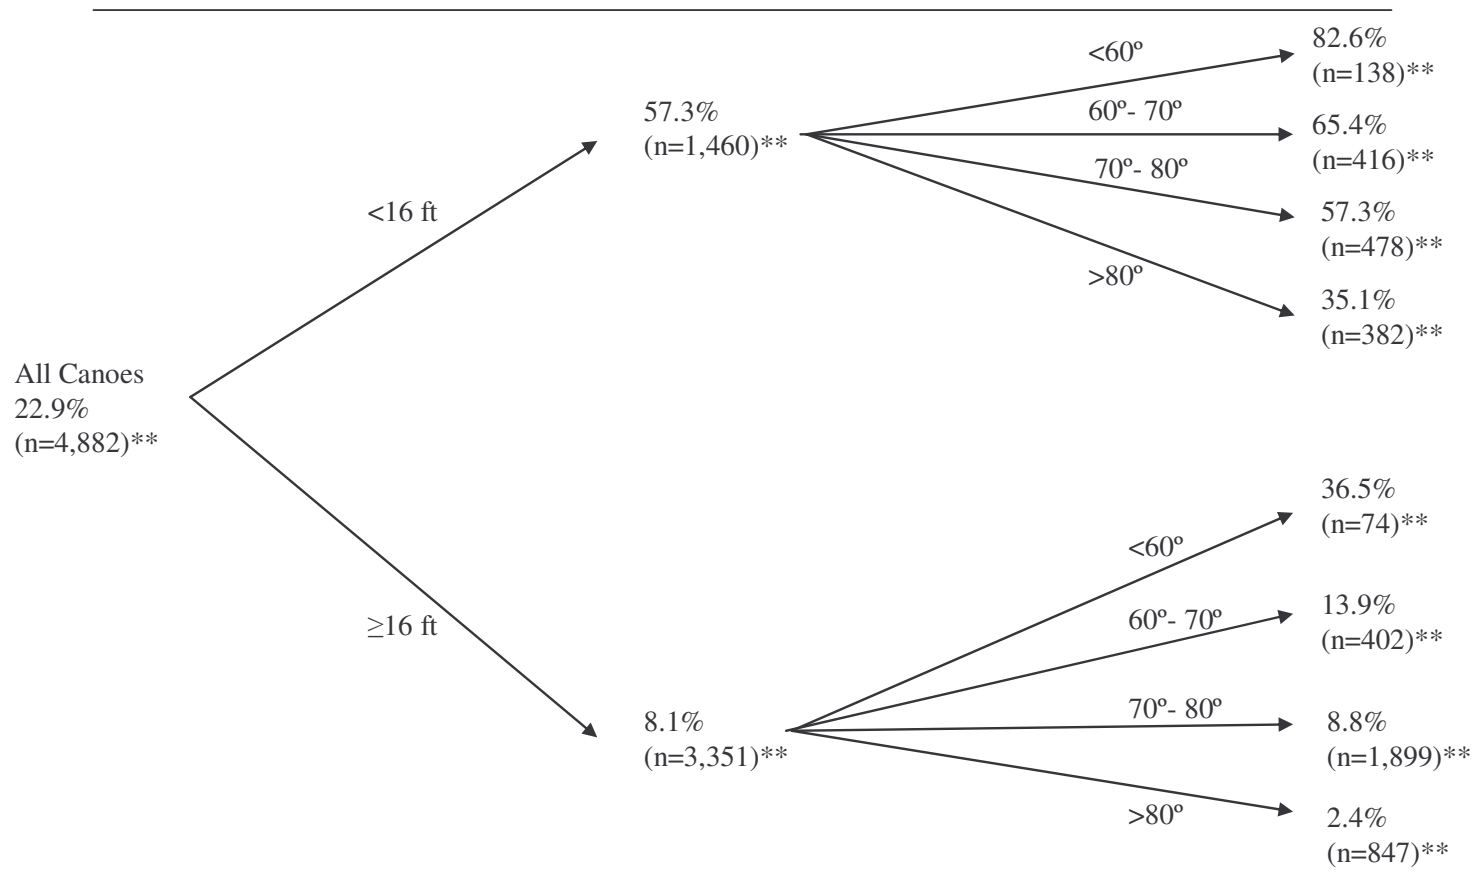 All Canoes
22.9%
(n=4,882)**
<16 ft
≥16 ft
57.3%
(n=1,460)**
<60º
60º- 70º
70º- 80º
>80º
82.6%
(n=138)**
65.4%
(n=416)**
57.3%
(n=478)**
35.1%
(n=382)**
8.1%
(n=3,351)**
<60º
60º- 70º
70º- 80º
>80º
36.5%
(n=74)**
13.9%
(n=402)**
8.8%
(n=1,899)**
2.4%
(n=847)**